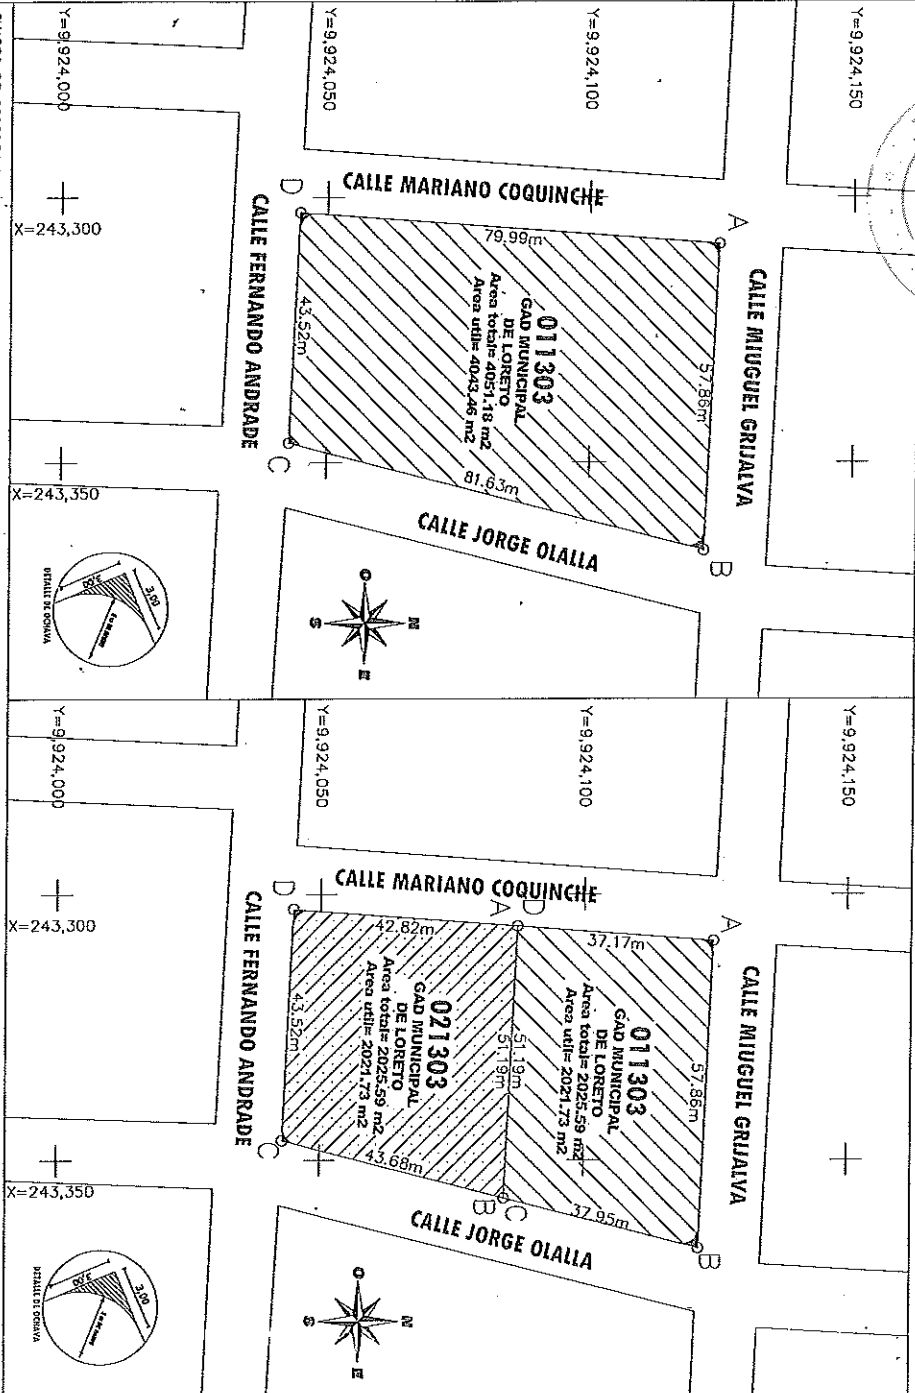 Y=9,924,150
Y=9,924,100
Y=9,924,050
Y=9,924,000
X=243,300
X=243,350
CALLE MIUGUEL GRIJALVA
CALLE MARIANO COQUINCHE
CALLE JORGE OLALLA
CALLE FERNANDO ANDRADE
A
B
C
D
57.86m
79.99m
81.63m
43.52m
011303
GAD MUNICIPAL
DE LORETO
Area total= 4051.18 m2
Area util= 4043.46 m2
N
S
E
O
3,00
3,00
DETALLE DE OCHAVA
Y=9,924,150
Y=9,924,100
Y=9,924,050
Y=9,924,000
X=243,300
X=243,350
CALLE MIUGUEL GRIJALVA
CALLE MARIANO COQUINCHE
CALLE JORGE OLALLA
CALLE FERNANDO ANDRADE
A
B
57.86m
37.17m
37.95m
011303
GAD MUNICIPAL
DE LORETO
Area total= 2025.59 m2
Area util= 2021.73 m2
D
C
51.19m
51.19m
A
B
42.82m
43.68m
43.52m
021303
GAD MUNICIPAL
DE LORETO
Area total= 2025.59 m2
Area util= 2021.73 m2
D
C
N
S
E
O
3,00
3,00
DETALLE DE OCHAVA